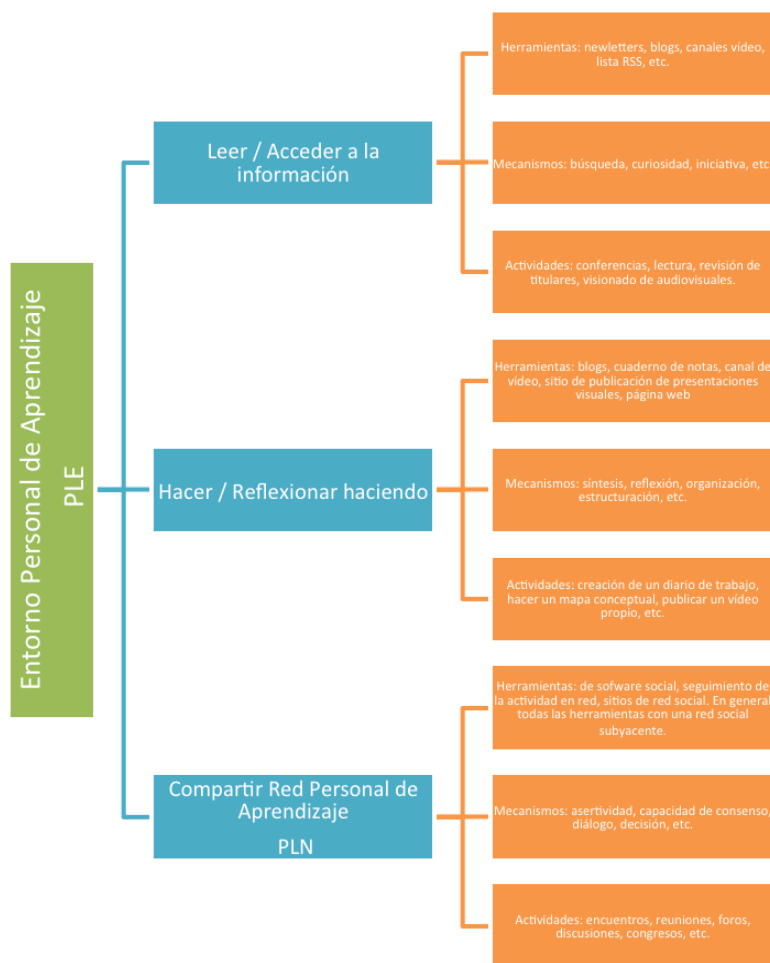 Entorno Personal de Aprendizaje
PLE
Leer / Acceder a la
información
Herramientas: newletters, blogs, canales vídeo,
lista RSS, etc.
Mecanismos: búsqueda, curiosidad, iniciativa, etc
Actividades: conferencias, lectura, revisión de
titulares, visionado de audiovisuales.
Hacer / Reflexionar haciendo
Herramientas: blogs, cuaderno de notas, canal de
vídeo, sitio de publicación de presentaciones
visuales, página web
Mecanismos: síntesis, reflexión, organización,
estructuración, etc.
Actividades: creación de un diario de trabajo,
hacer un mapa conceptual, publicar un vídeo
propio, etc.
Compartir Red Personal de
Aprendizaje
PLN
Herramientas: de sofware social, seguimiento de
la actividad en red, sitios de red social. En general
todas las herramientas con una red social
subyacente.
Mecanismos: asertividad, capacidad de consenso,
diálogo, decisión, etc.
Actividades: encuentros, reuniones, foros,
discusiones, congresos, etc.